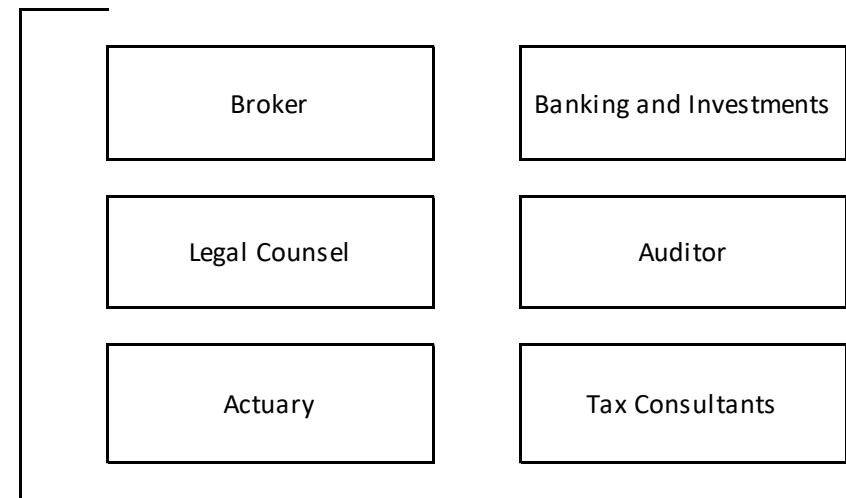 Broker
Banking and Investments
Legal Counsel
Auditor
Actuary
Tax Consultants